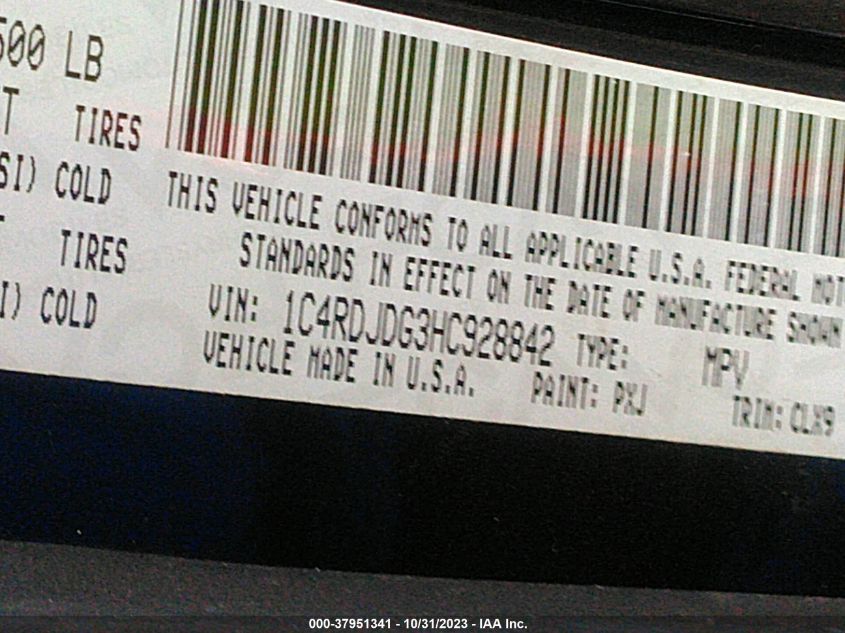 500 LB
T TIRES
SI) COLD
T TIRES
I) COLD
THIS VEHICLE CONFORMS TO ALL APPLICABLE U.S.A. FEDERAL MOT
STANDARDS IN EFFECT ON THE DATE OF MANUFACTURE SHOWN
VIN: 1C4RDJDG3HC928842 TYPE: MPV
VEHICLE MADE IN U.S.A. PAINT: PXJ TRIM: CLX9
000-37951341 - 10/31/2023 - IAA Inc.